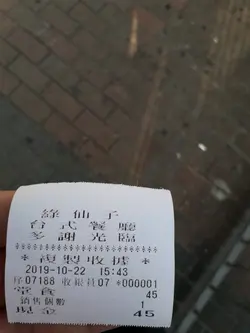 綠仙子
台式餐廳
多謝光臨
* 複製收據 *
2019-10-22 15:43
序07188 收銀員07 *000001
堂食 45
銷售個數 1
現金 45